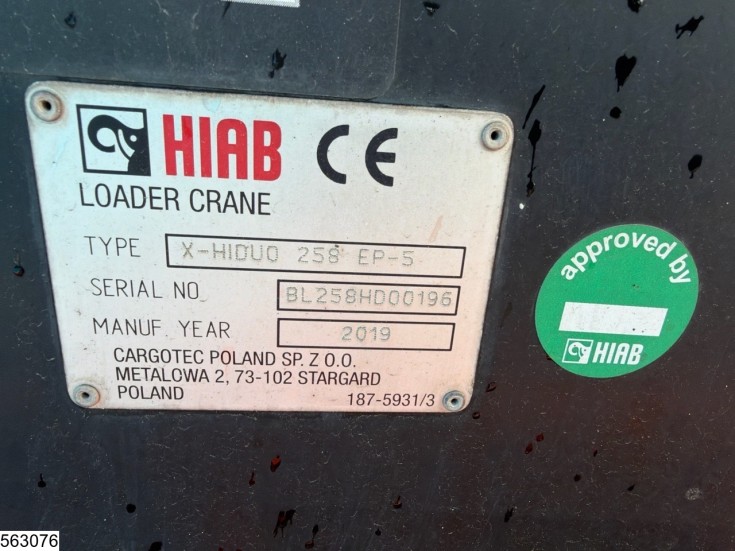 HIAB CE
LOADER CRANE
TYPE X-HIDUO 258 EP-5
SERIAL NO BL258HD00196
MANUF. YEAR 2019
CARGOTEC POLAND SP. Z O.O.
METALOWA 2, 73-102 STARGARD
POLAND 187-5931/3
approved by
HIAB
563076